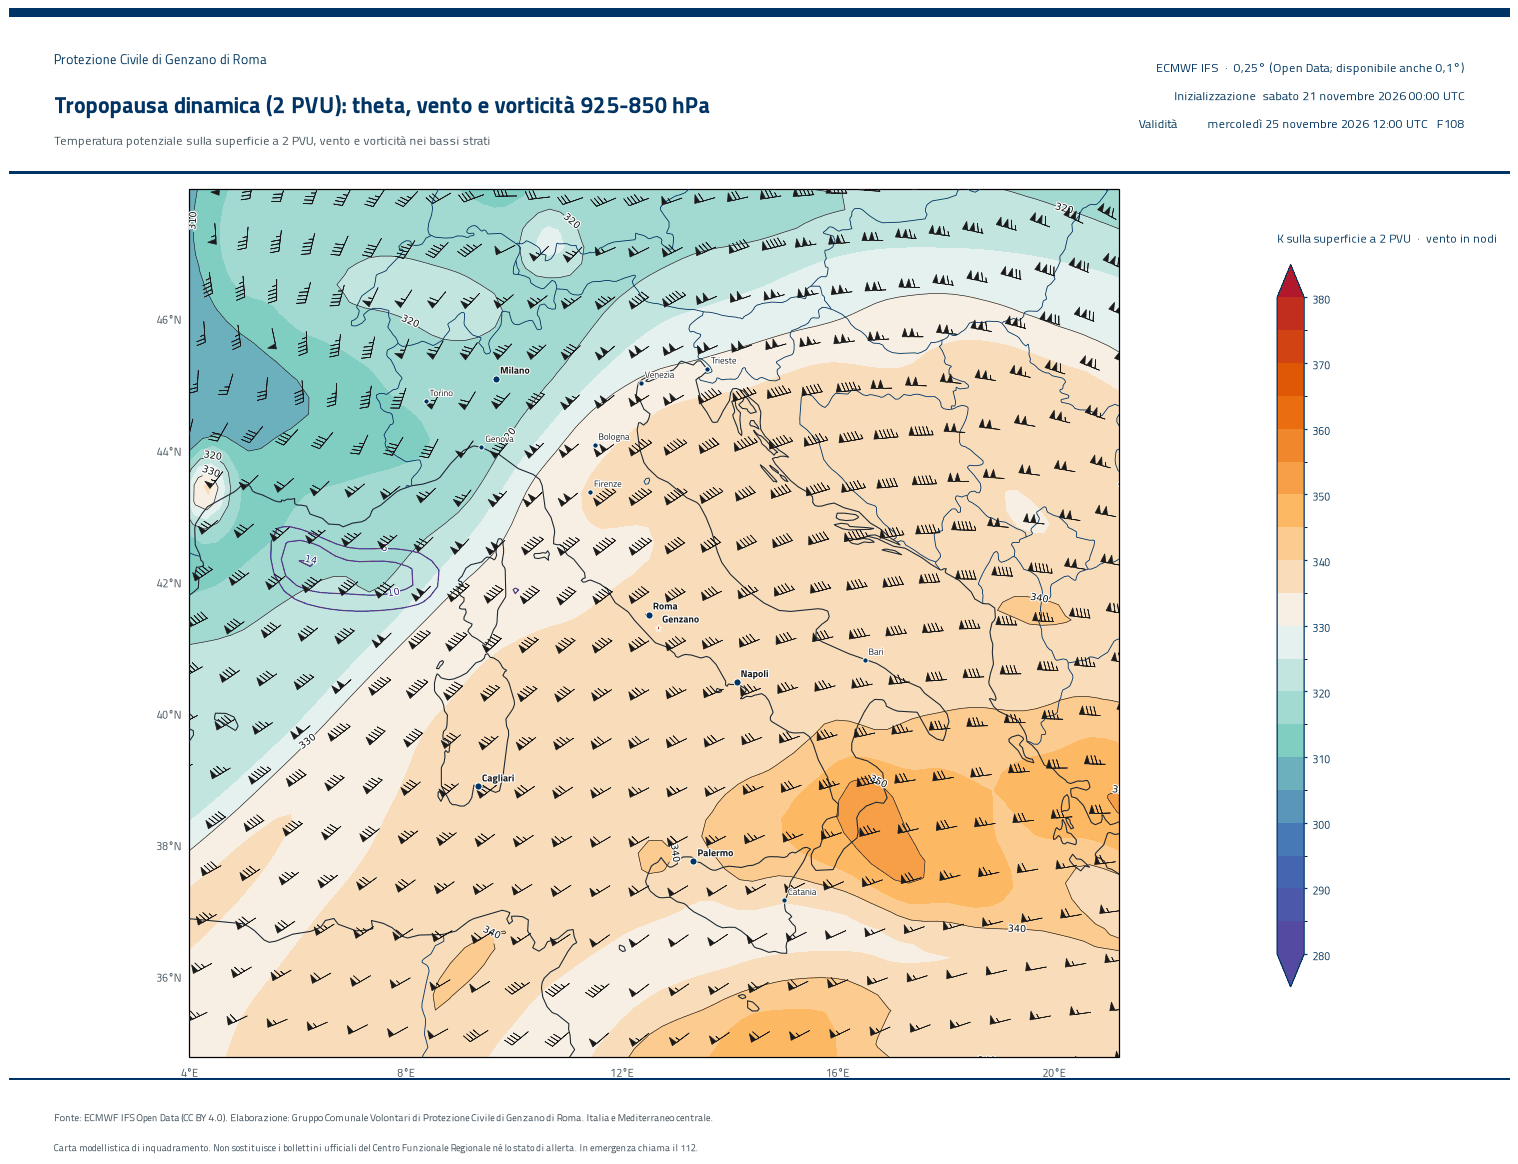 Protezione Civile di Genzano di Roma
Tropopausa dinamica (2 PVU): theta, vento e vorticità 925-850 hPa
Temperatura potenziale sulla superficie a 2 PVU, vento e vorticità nei bassi strati
ECMWF IFS · 0,25° (Open Data; disponibile anche 0,1°)
Inizializzazione sabato 21 novembre 2026 00:00 UTC
Validità mercoledì 25 novembre 2026 12:00 UTC F108
K sulla superficie a 2 PVU · vento in nodi
380
370
360
350
340
330
320
310
300
290
280
46°N
44°N
42°N
40°N
38°N
36°N
4°E
8°E
12°E
16°E
20°E
310
320
320
320
Milano
Torino
Venezia
Trieste
Genova
Bologna
Firenze
320
330
14
10
Roma
Genzano
340
Bari
Napoli
330
Cagliari
350
340
Palermo
Catania
340
340
Fonte: ECMWF IFS Open Data (CC BY 4.0). Elaborazione: Gruppo Comunale Volontari di Protezione Civile di Genzano di Roma. Italia e Mediterraneo centrale.
Carta modellistica di inquadramento. Non sostituisce i bollettini ufficiali del Centro Funzionale Regionale né lo stato di allerta. In emergenza chiama il 112.